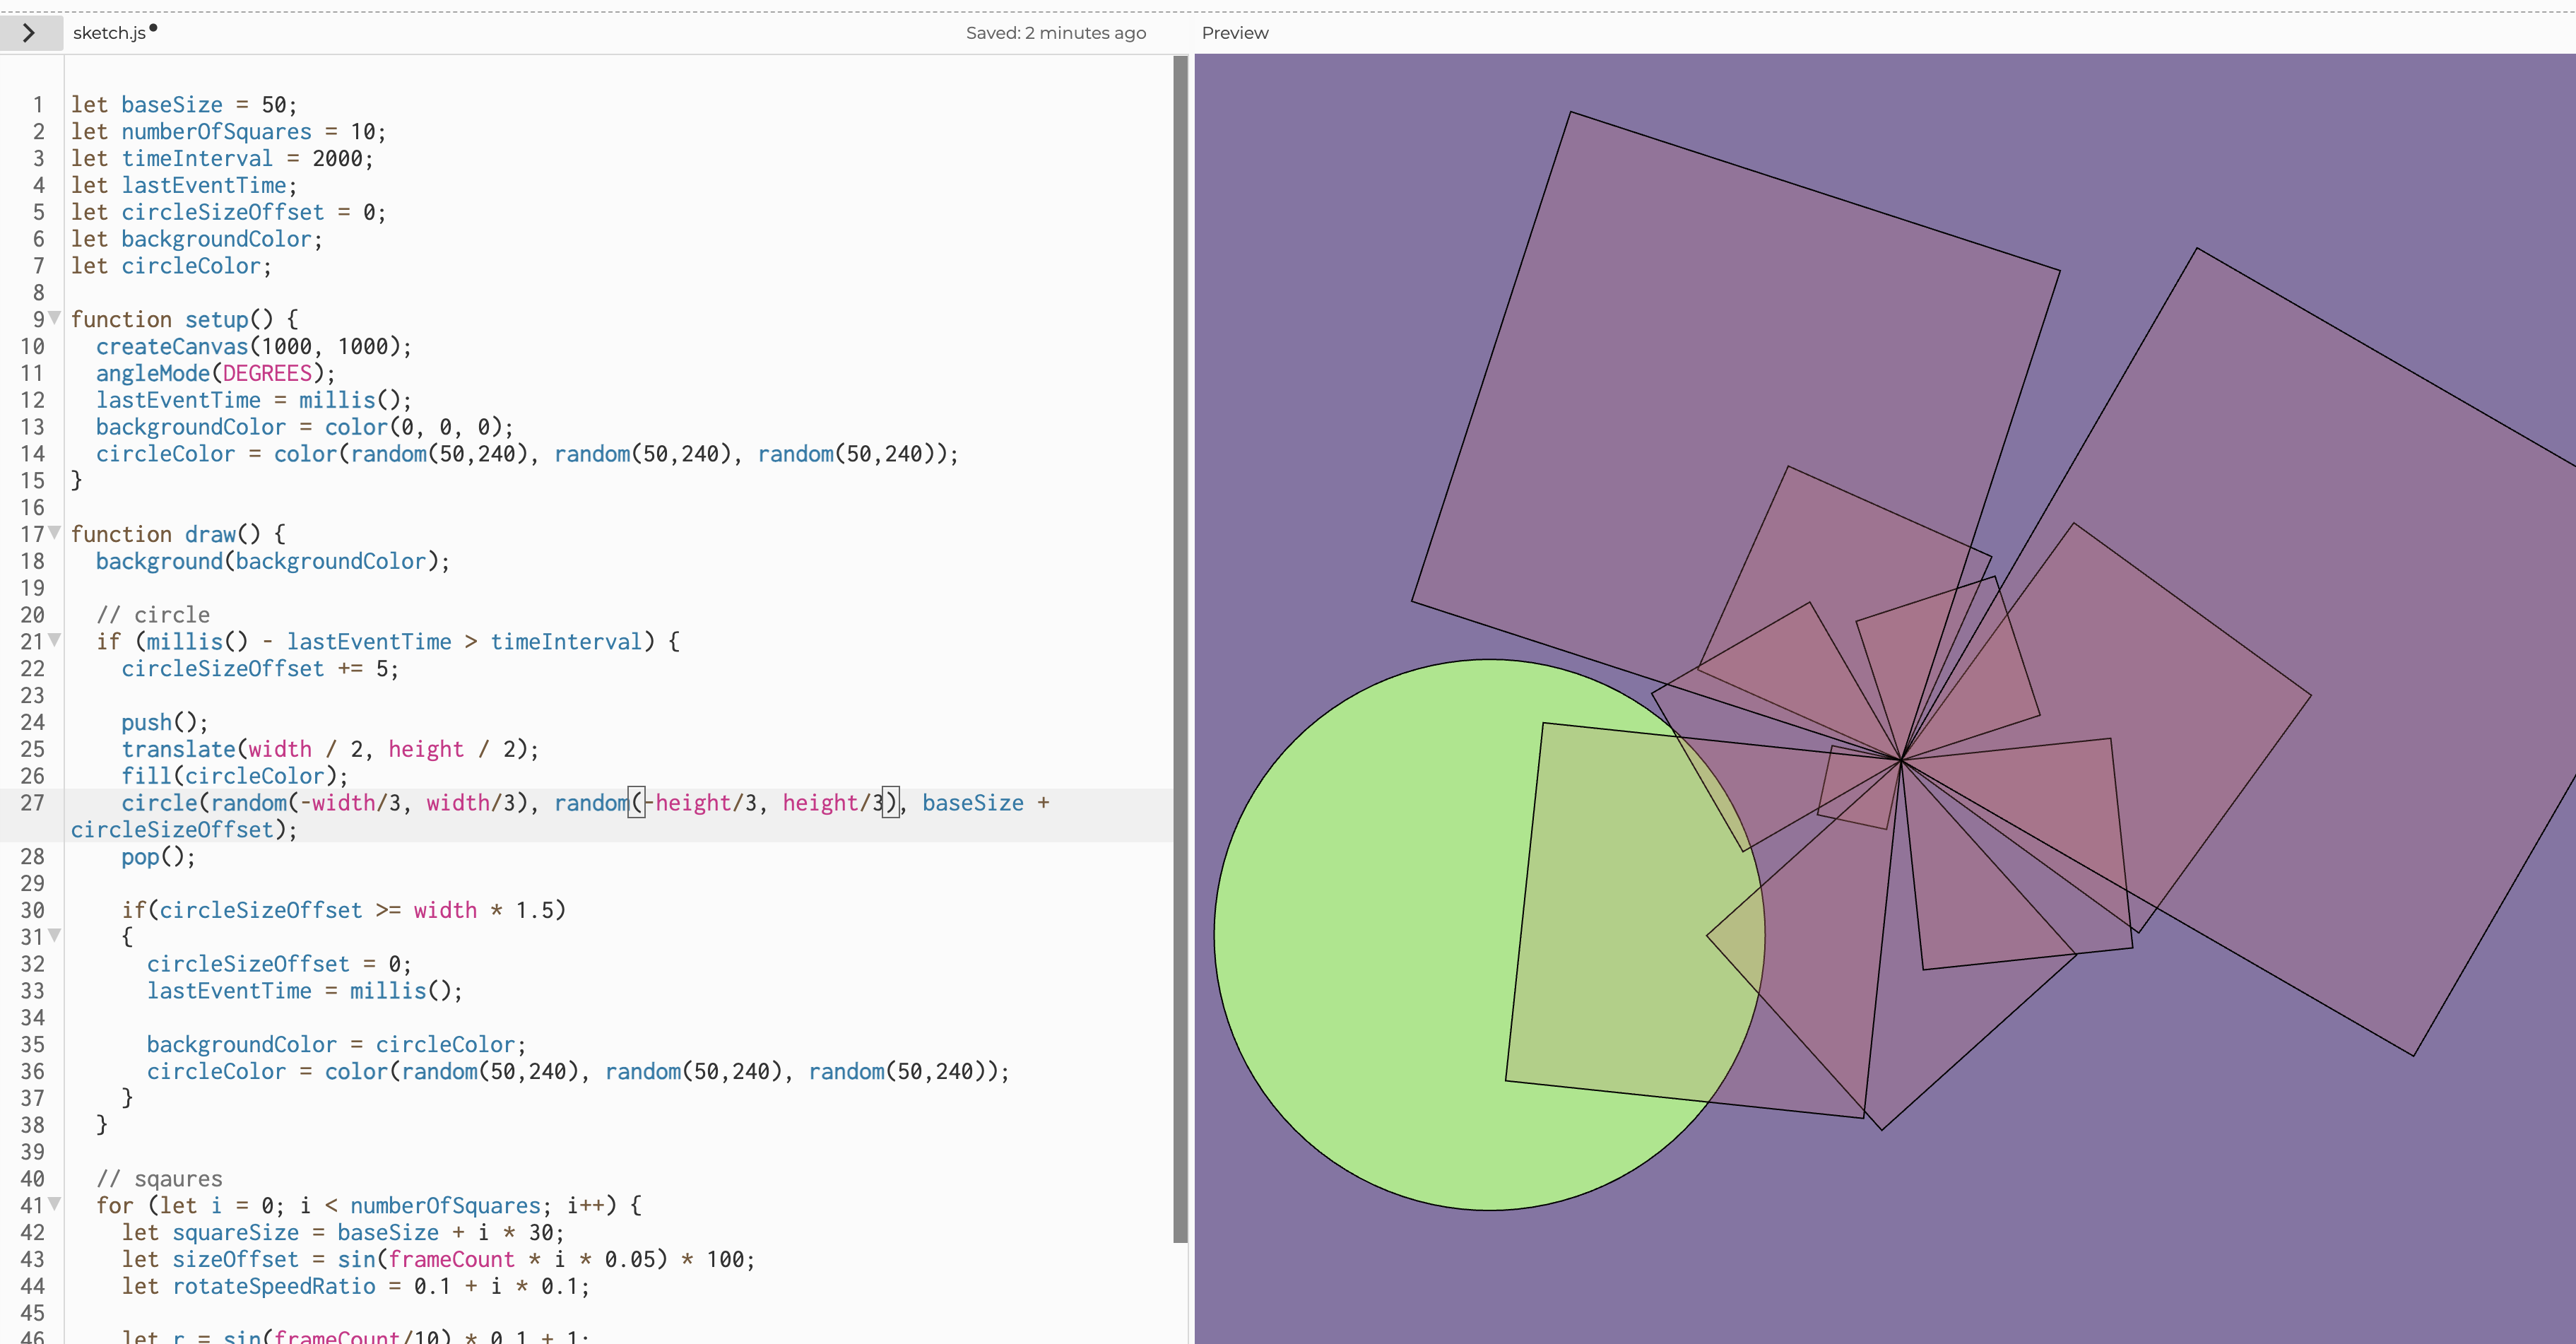 sketch.js
Saved: 2 minutes ago
Preview
1 let baseSize = 50;
2 let numberOfSquares = 10;
3 let timeInterval = 2000;
4 let lastEventTime;
5 let circleSizeOffset = 0;
6 let backgroundColor;
7 let circleColor;
8
9 function setup() {
10 createCanvas(1000, 1000);
11 angleMode(DEGREES);
12 lastEventTime = millis();
13 backgroundColor = color(0, 0, 0);
14 circleColor = color(random(50,240), random(50,240), random(50,240));
15 }
16
17 function draw() {
18 background(backgroundColor);
19
20 // circle
21 if (millis() - lastEventTime > timeInterval) {
22 circleSizeOffset += 5;
23
24 push();
25 translate(width / 2, height / 2);
26 fill(circleColor);
27 circle(random(-width/3, width/3), random(-height/3, height/3), baseSize +
circleSizeOffset);
28 pop();
29
30 if(circleSizeOffset >= width * 1.5)
31 {
32 circleSizeOffset = 0;
33 lastEventTime = millis();
34
35 backgroundColor = circleColor;
36 circleColor = color(random(50,240), random(50,240), random(50,240));
37 }
38 }
39
40 // sqaures
41 for (let i = 0; i < numberOfSquares; i++) {
42 let squareSize = baseSize + i * 30;
43 let sizeOffset = sin(frameCount * i * 0.05) * 100;
44 let rotateSpeedRatio = 0.1 + i * 0.1;
45
46 let r = sin(frameCount/10) * 0.1 + 1;